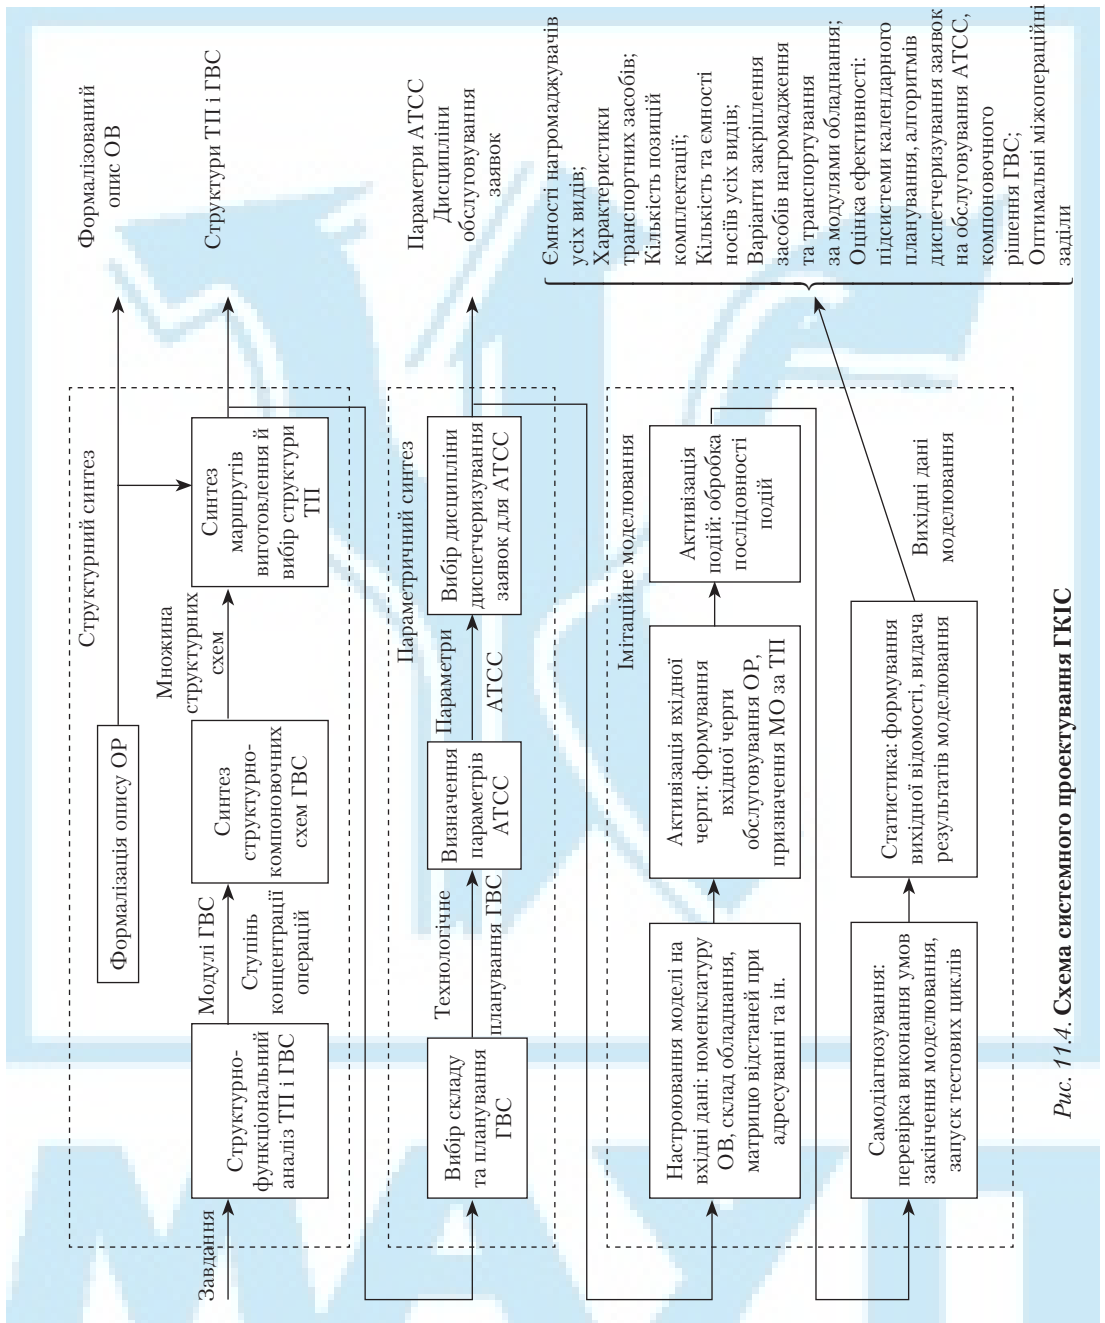 Формалізований
опис ОВ
Структури ТП і ГВС
Структурний синтез
Формалізація опису ОР
Завдання
Структурно-
функціональний
аналіз ТП і ГВС
Модулі ГВС
Ступінь
концентрації
операцій
Синтез
структурно-
компоновочних
схем ГВС
Множина
структурних
схем
Синтез
маршрутів
виготовлення й
вибір структури
ТП
Параметри АТСС
Дисципліни
обслуговування
заявок
Параметричний синтез
Вибір складу
та планування
ГВС
Технологічне
планування ГВС
Визначення
параметрів
АТСС
Параметри
АТСС
Вибір дисципліни
диспетчеризування
заявок для АТСС
Імітаційне моделювання
Настроювання моделі на
вхідні дані: номенклатуру
ОВ, склад обладнання,
матрицю відстаней при
адресуванні та ін.
Активізація вхідної
черги: формування
вхідної черги
обслуговування ОР,
призначення МО за ТП
Активізація
подій: обробка
послідовності
подій
Самодіагнозування:
перевірка виконання умов
закінчення моделювання,
запуск тестових циклів
Статистика: формування
вихідної відомості, видача
результатів моделювання
Вихідні дані
моделювання
Ємності нагромаджувачів
усіх видів;
Характеристики
транспортних засобів;
Кількість позицій
комплектації;
Кількість та ємності
носіїв усіх видів;
Варіанти закріплення
засобів нагромадження
та транспортування
за модулями обладнання;
Оцінка ефективності:
підсистеми календарного
планування, алгоритмів
диспетчеризування заявок
на обслуговування АТСС,
компоновочного
рішення ГВС;
Оптимальні міжопераційні
заділи
Рис. 11.4. Схема системного проектування ГКІС
МАУП